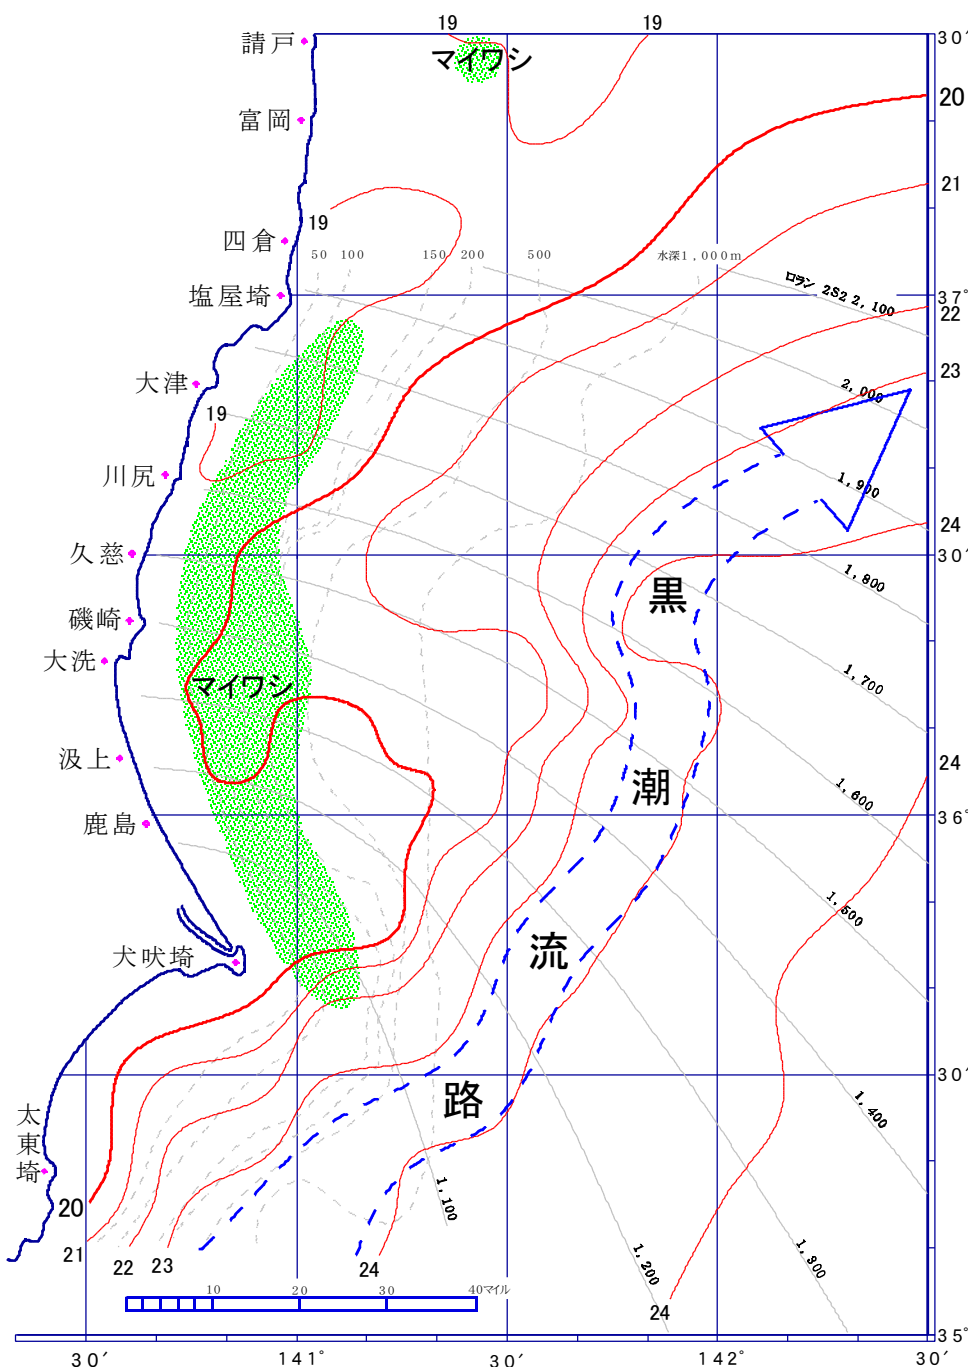 19
19
請戸
マイワシ
30′
富岡
20
21
19
四倉
50
100
150
200
500
水深1,000m
ロラン 2S2 2,100
塩屋埼
37°
22
大津
23
2,000
19
川尻
1,900
24
久慈
30′
1,800
磯崎
黒
大洗
マイワシ
1,700
汲上
潮
24
1,600
鹿島
36°
1,500
犬吠埼
流
30′
路
太東埼
1,400
1,100
20
21
22
23
24
1,200
1,300
10
20
30
40マイル
24
35°
30′
141°
30′
142°
30′